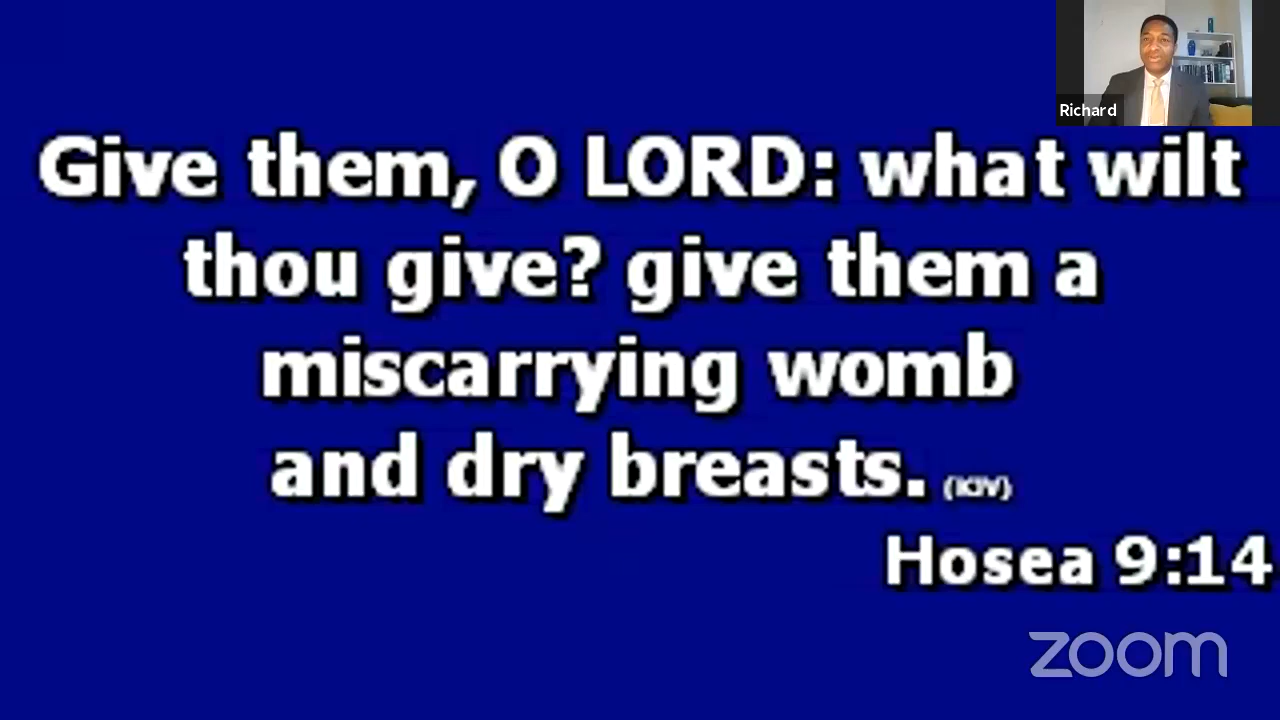 Richard
Give them, O LORD: what wilt
thou give? give them a
miscarrying womb
and dry breasts. (KJV)
Hosea 9:14
zoom